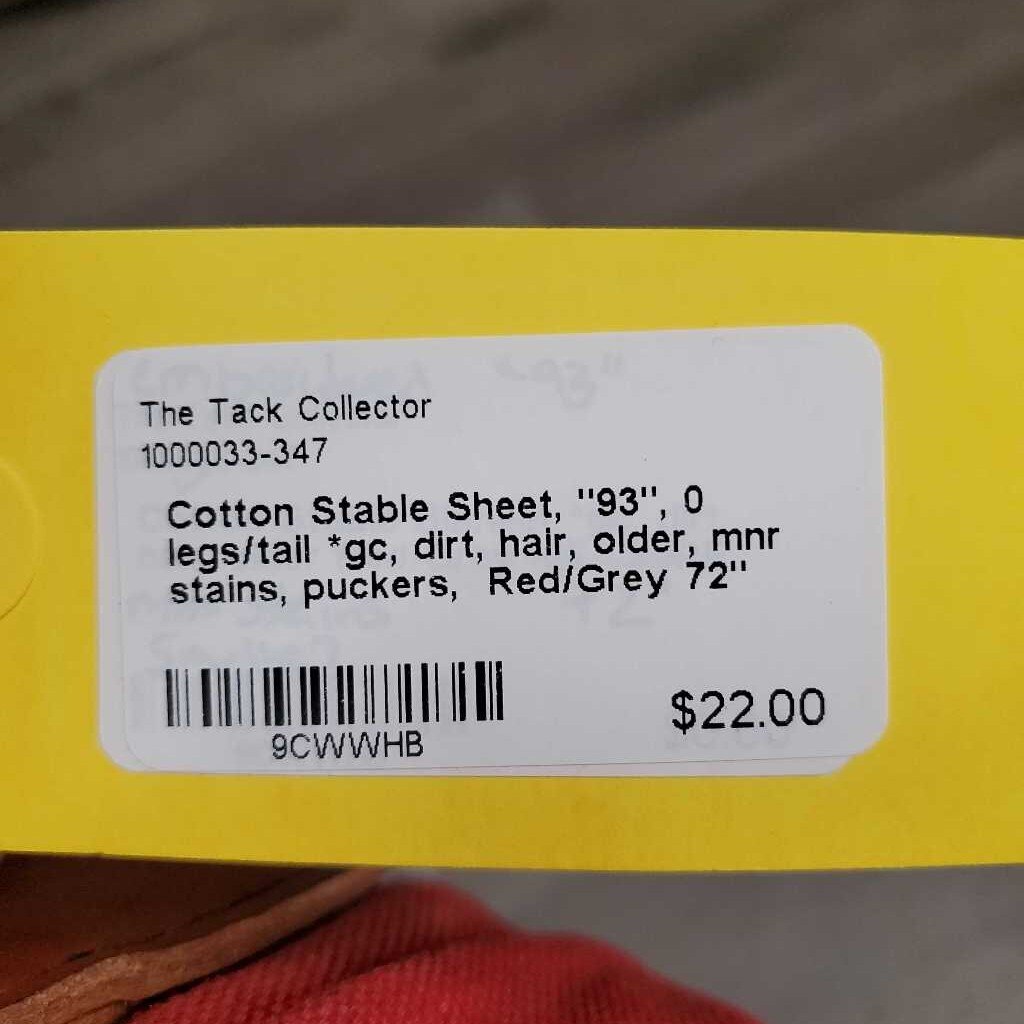 The Tack Collector
1000033-347
Cotton Stable Sheet, "93", 0
legs/tail *gc, dirt, hair, older, mnr
stains, puckers, Red/Grey 72"
9CWWHB
$22.00